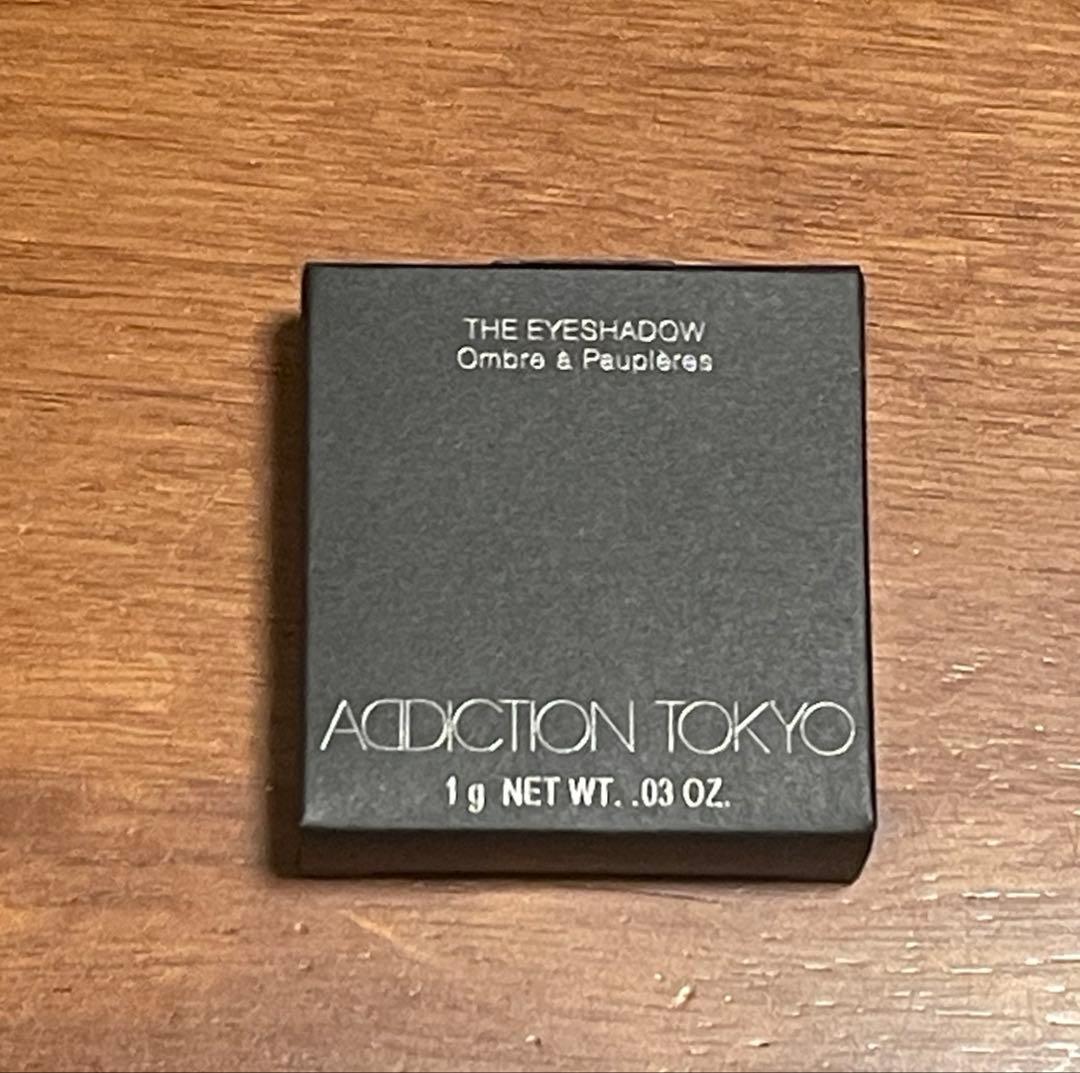 THE EYESHADOW
Ombre à Paupières
ADDICTION TOKYO
1 g NET WT. .03 OZ.